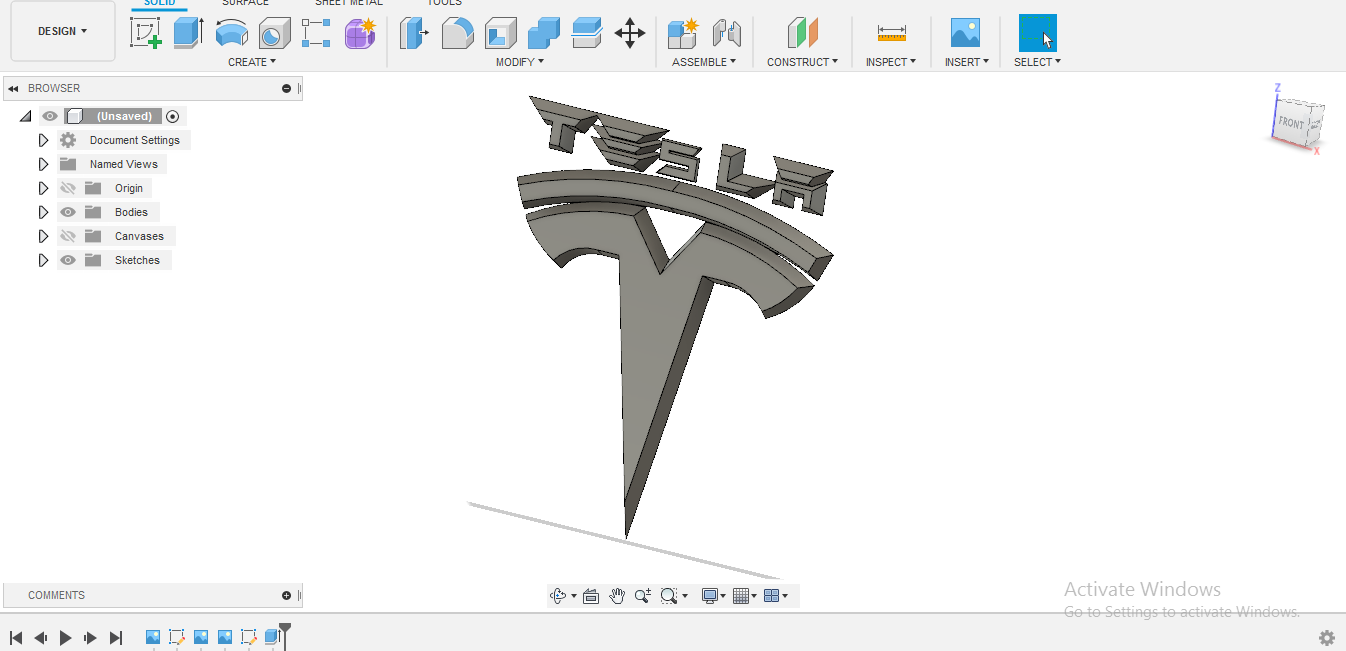 SOLID SURFACE SHEET METAL TOOLS
DESIGN
CREATE MODIFY ASSEMBLE CONSTRUCT INSPECT INSERT SELECT
BROWSER
(Unsaved)
Document Settings
Named Views
Origin
Bodies
Canvases
Sketches
Z
FRONT
X
TESLA
COMMENTS
Activate Windows
Go to Settings to activate Windows.